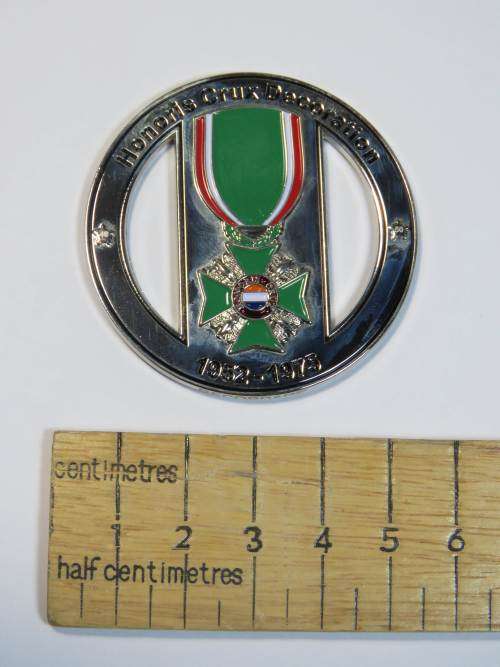 Honoris Crux Decoration
1952-1975
centimetres
1 2 3 4 5 6
half centimetres